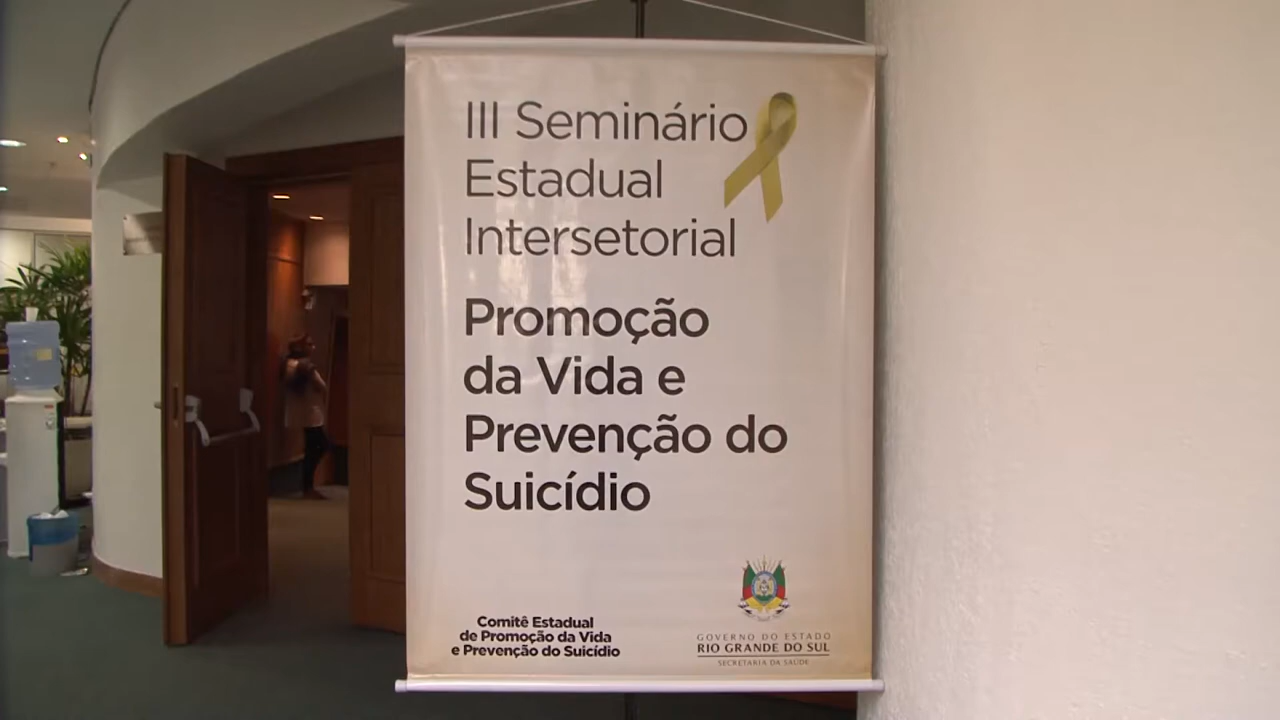 III Seminário
Estadual
Intersetorial
Promoção
da Vida e
Prevenção do
Suicídio
Comitê Estadual
de Promoção da Vida
e Prevenção do Suicídio
GOVERNO DO ESTADO
RIO GRANDE DO SUL
SECRETARIA DA SAÚDE